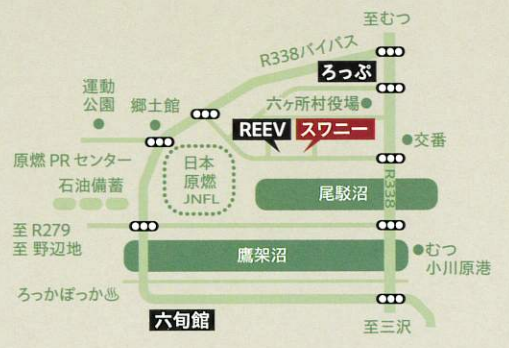 至むつ
R338バイパス
ろっぷ
運動
公園
郷土館
六ヶ所村役場
REEV
スワニー
交番
原燃PRセンター
日本
原燃
JNFL
石油備蓄
尾駮沼
R338
至 R279
至 野辺地
鷹架沼
むつ
小川原港
ろっかぽっか♨
六旬館
至三沢